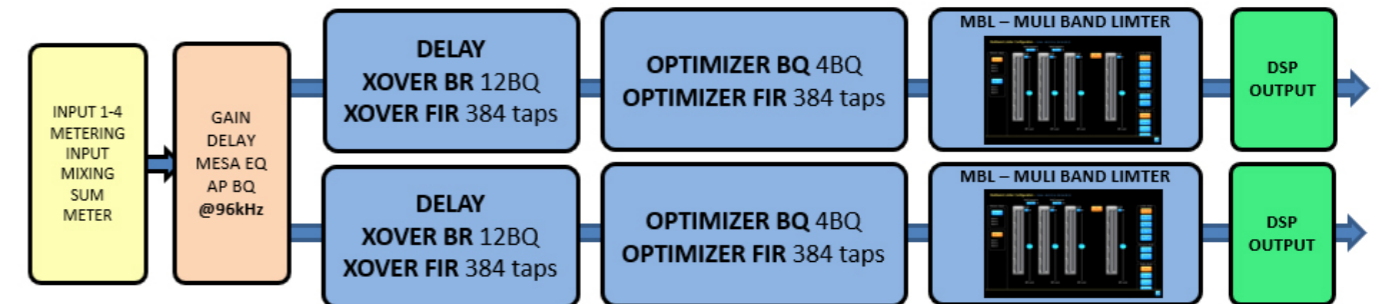 INPUT 1-4
METERING
INPUT
MIXING
SUM
METER
GAIN
DELAY
MESA EQ
AP BQ
@96kHz
DELAY
XOVER BR 12BQ
XOVER FIR 384 taps
OPTIMIZER BQ 4BQ
OPTIMIZER FIR 384 taps
MBL – MULI BAND LIMTER
DSP
OUTPUT
DELAY
XOVER BR 12BQ
XOVER FIR 384 taps
OPTIMIZER BQ 4BQ
OPTIMIZER FIR 384 taps
MBL – MULI BAND LIMTER
DSP
OUTPUT